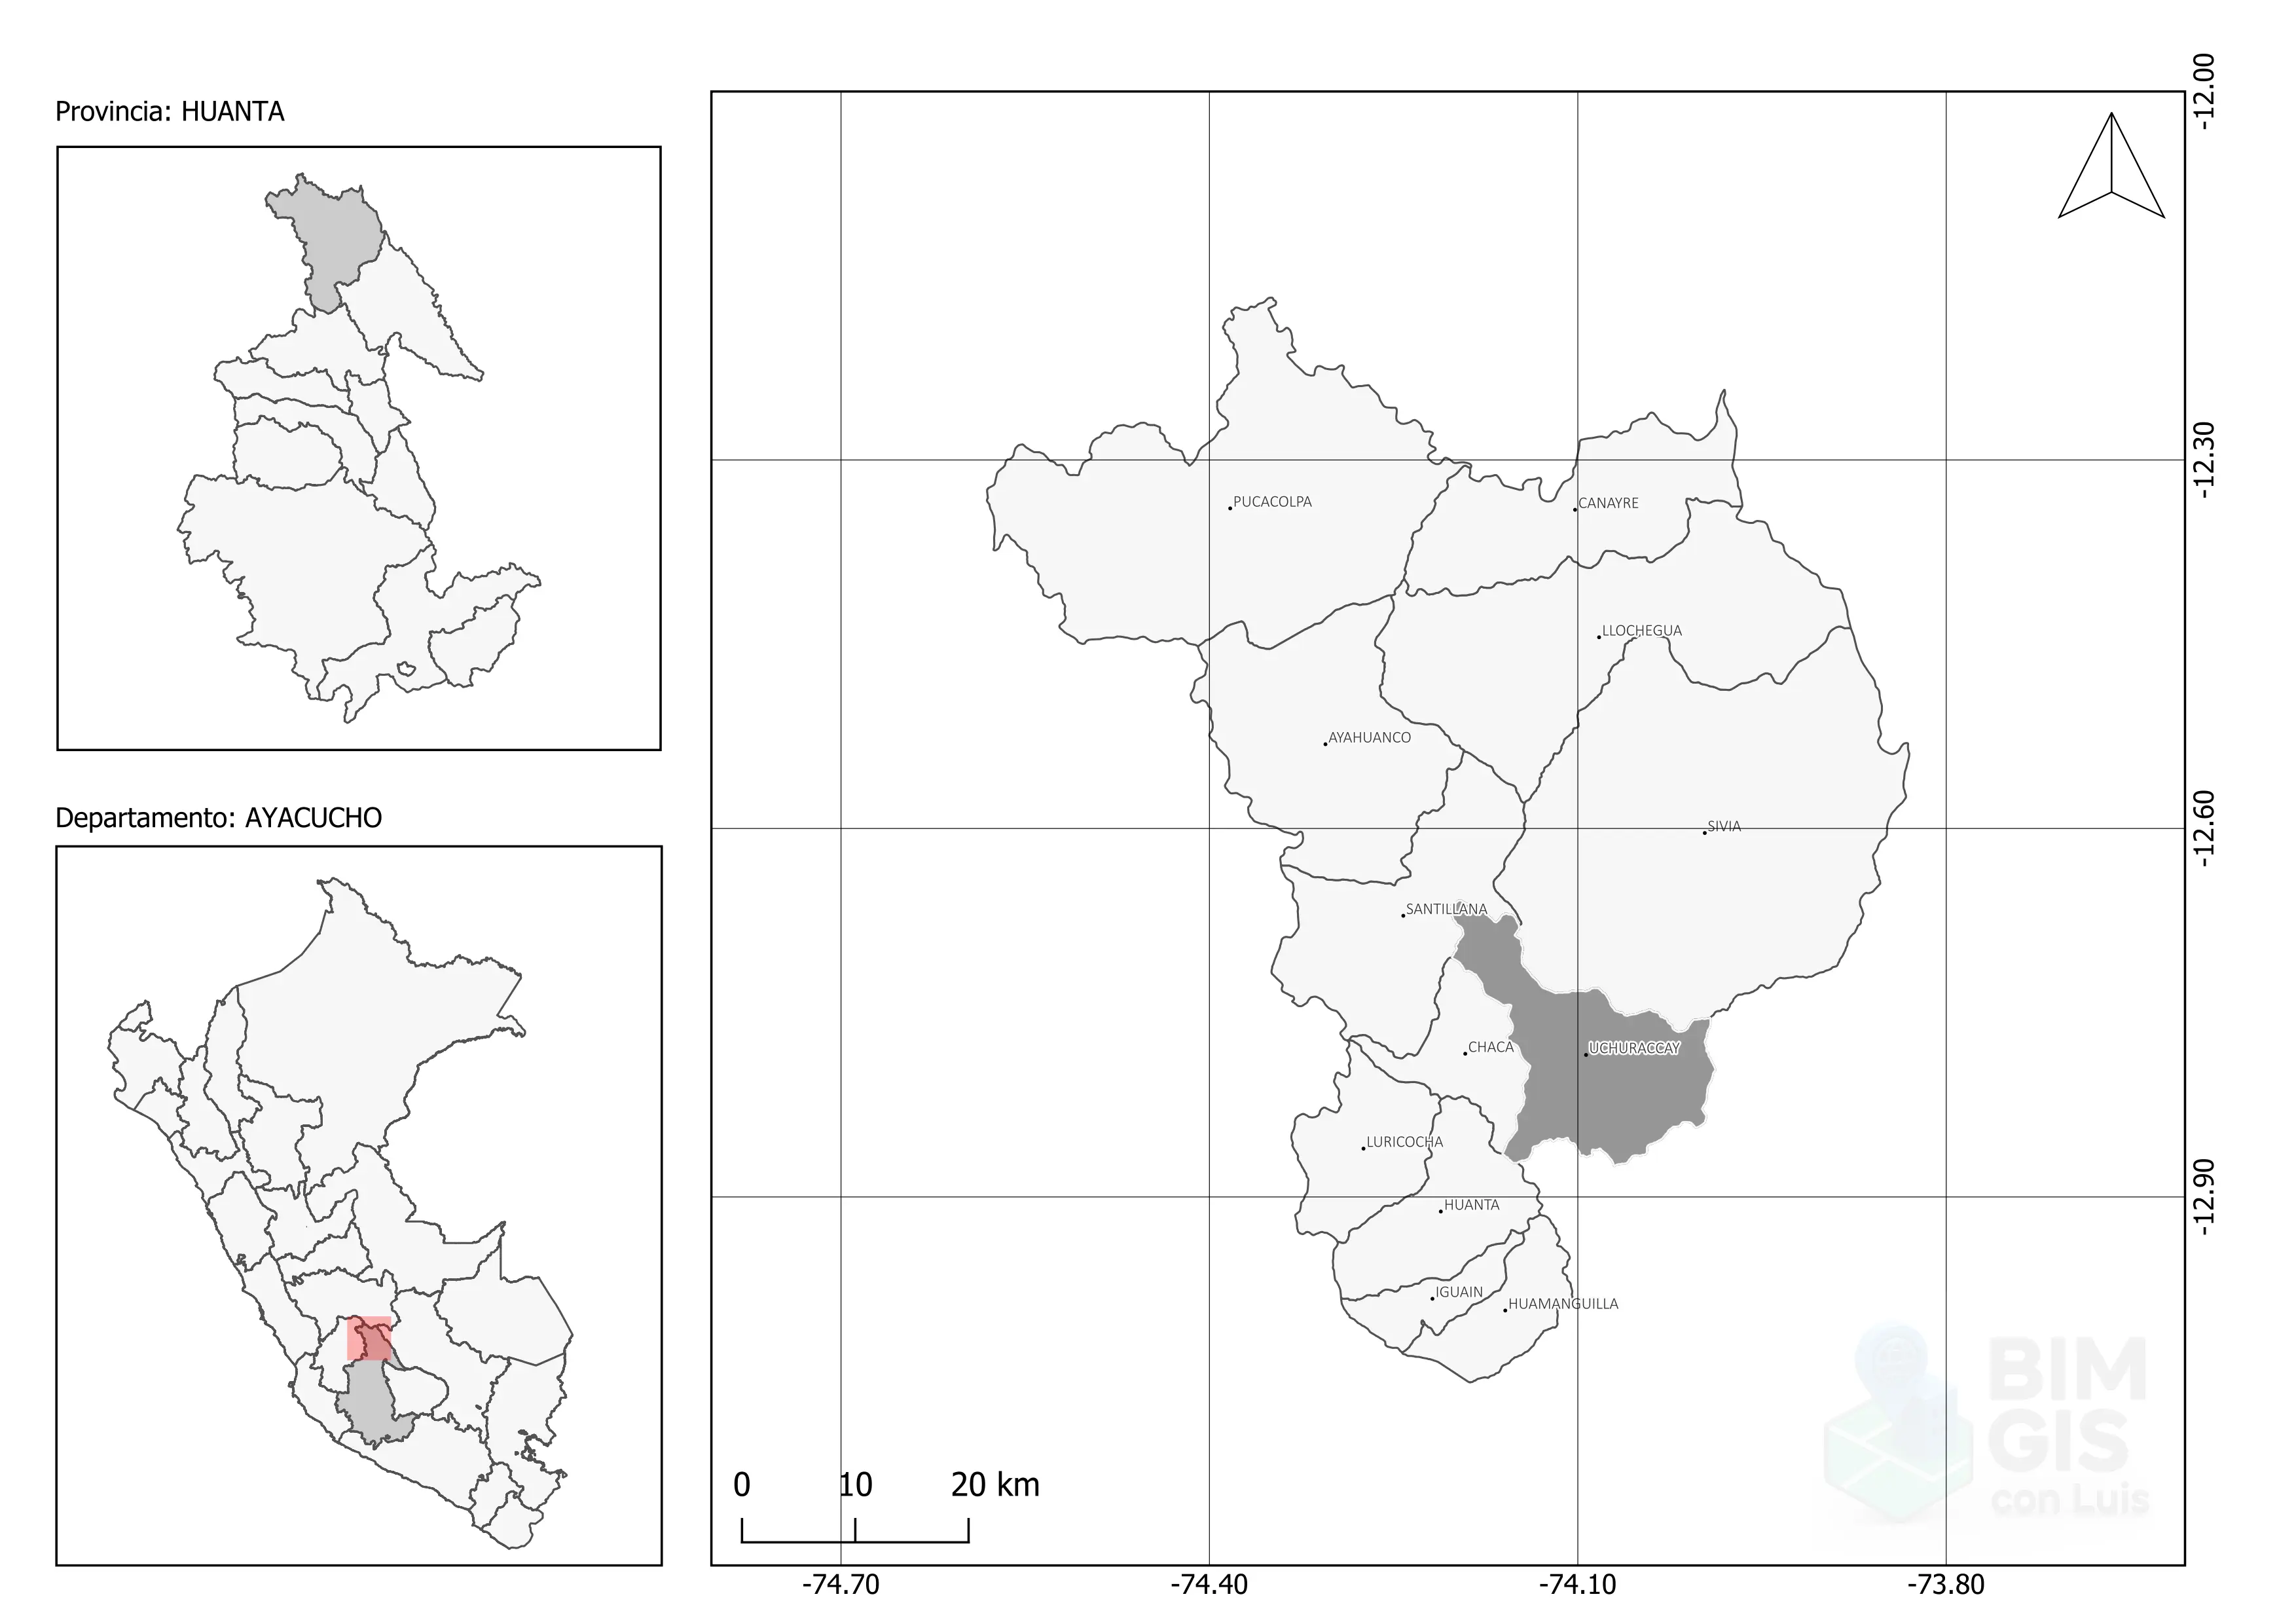 Provincia: HUANTA
Departamento: AYACUCHO
-12.00
-12.30
-12.60
-12.90
PUCACOLPA
CANAYRE
LLOCHEGUA
AYAHUANCO
SIVIA
SANTILLANA
CHACA
UCHURACCAY
LURICOCHA
HUANTA
IGUAIN
HUAMANGUILLA
BIM
GIS
con Luis
0 10 20 km
-74.70 -74.40 -74.10 -73.80